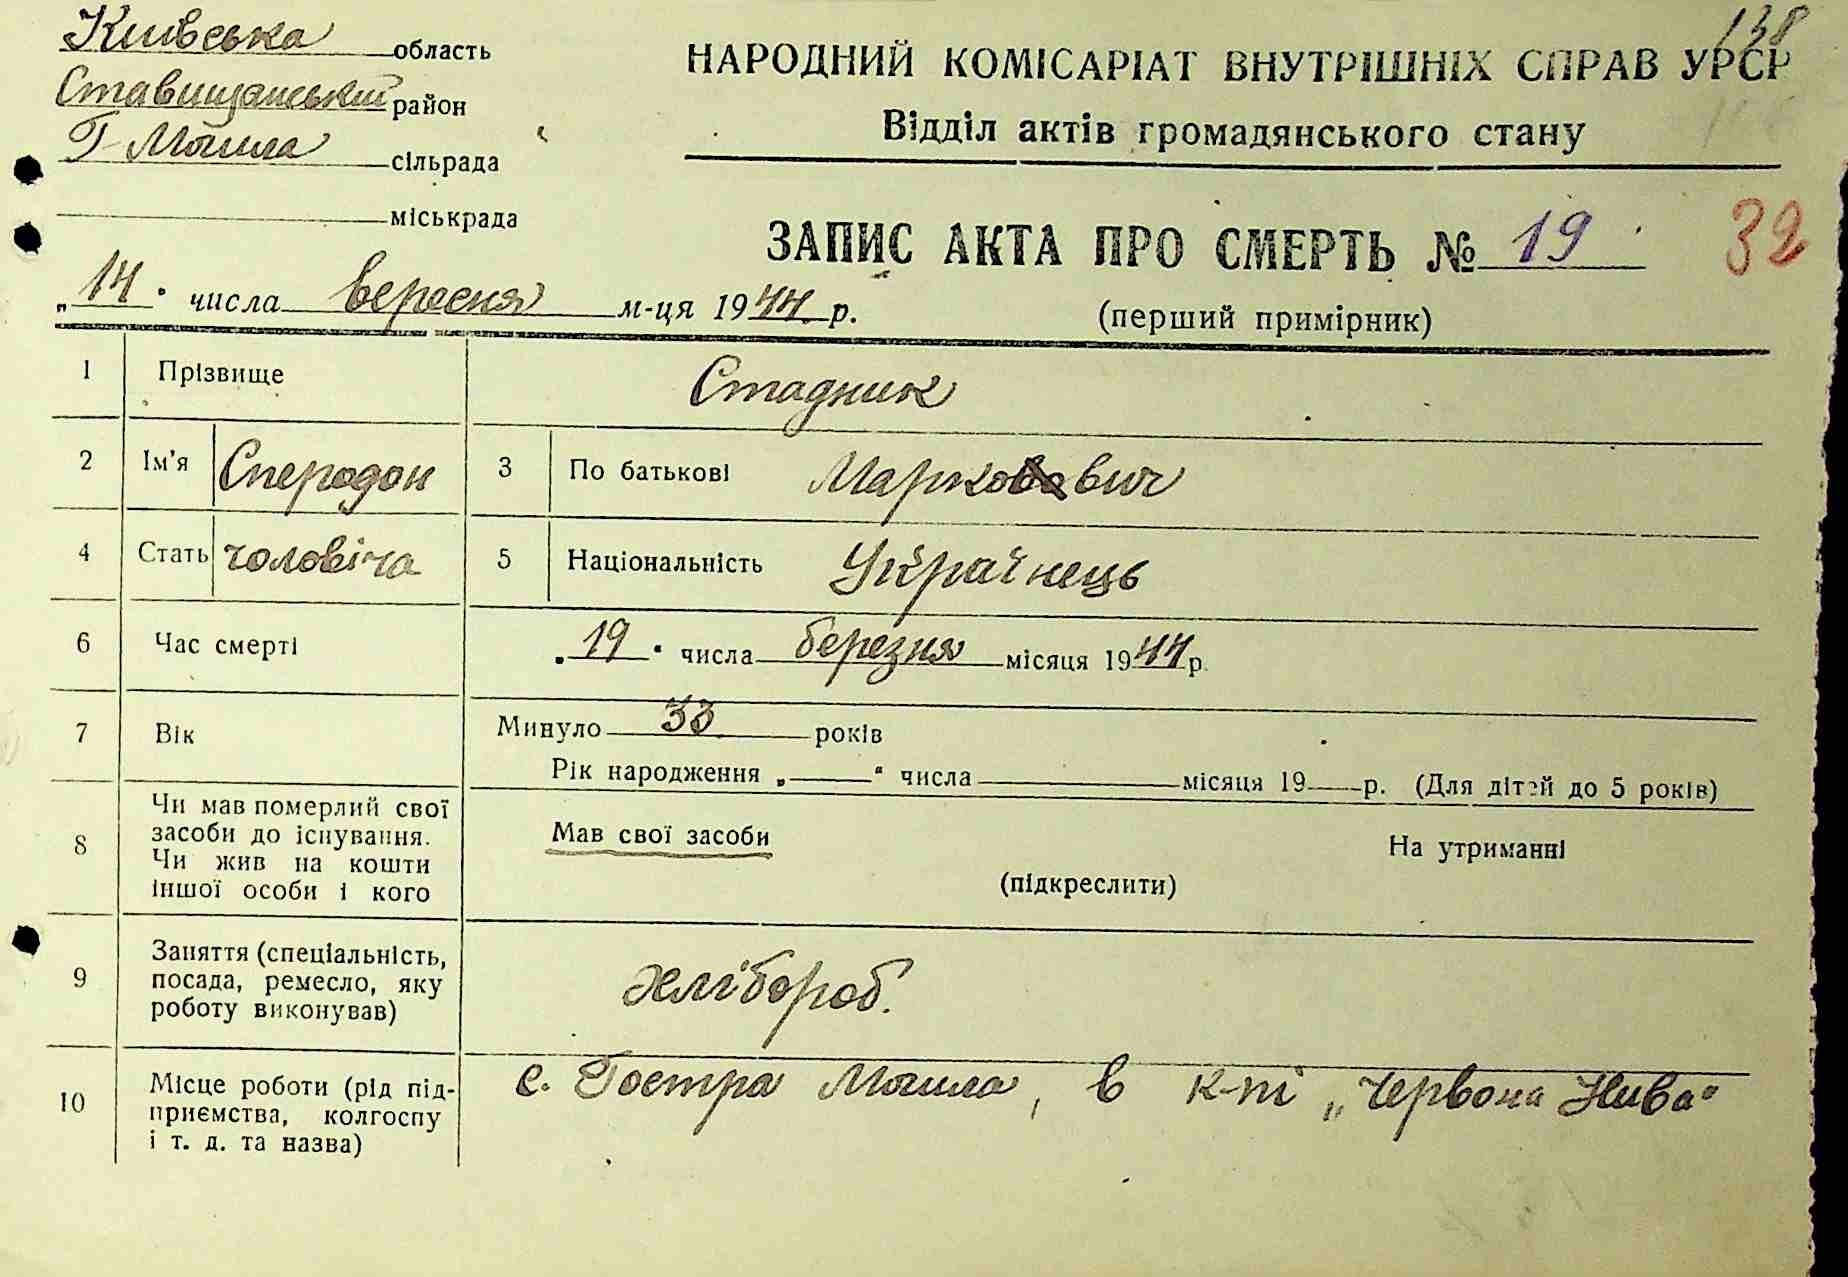 138
Київська область
Ставищанський район
Г-Могила сільрада
міськрада
НАРОДНИЙ КОМІСАРІАТ ВНУТРІШНІХ СПРАВ УРСР
Відділ актів громадянського стану
ЗАПИС АКТА ПРО СМЕРТЬ № 19
32
„14" числа вересня м-ця 1944 р.
(перший примірник)
1 Прізвище Стадник
2 Ім'я Сперодон 3 По батькові Маркович
4 Стать чоловіча 5 Національність Українець
6 Час смерті „19" числа березня місяця 1944 р.
7 Вік Минуло 33 років
Рік народження „ " числа місяця 19 р. (Для дітей до 5 років)
8 Чи мав померлий свої
засоби до існування.
Чи жив на кошти
іншої особи і кого
Мав свої засоби На утриманні
(підкреслити)
9 Заняття (спеціальність,
посада, ремесло, яку
роботу виконував)
хлібороб.
10 Місце роботи (рід під-
приємства, колгоспу
і т. д. та назва)
с. Гостра Могила, в к-пі „Червона Нива"